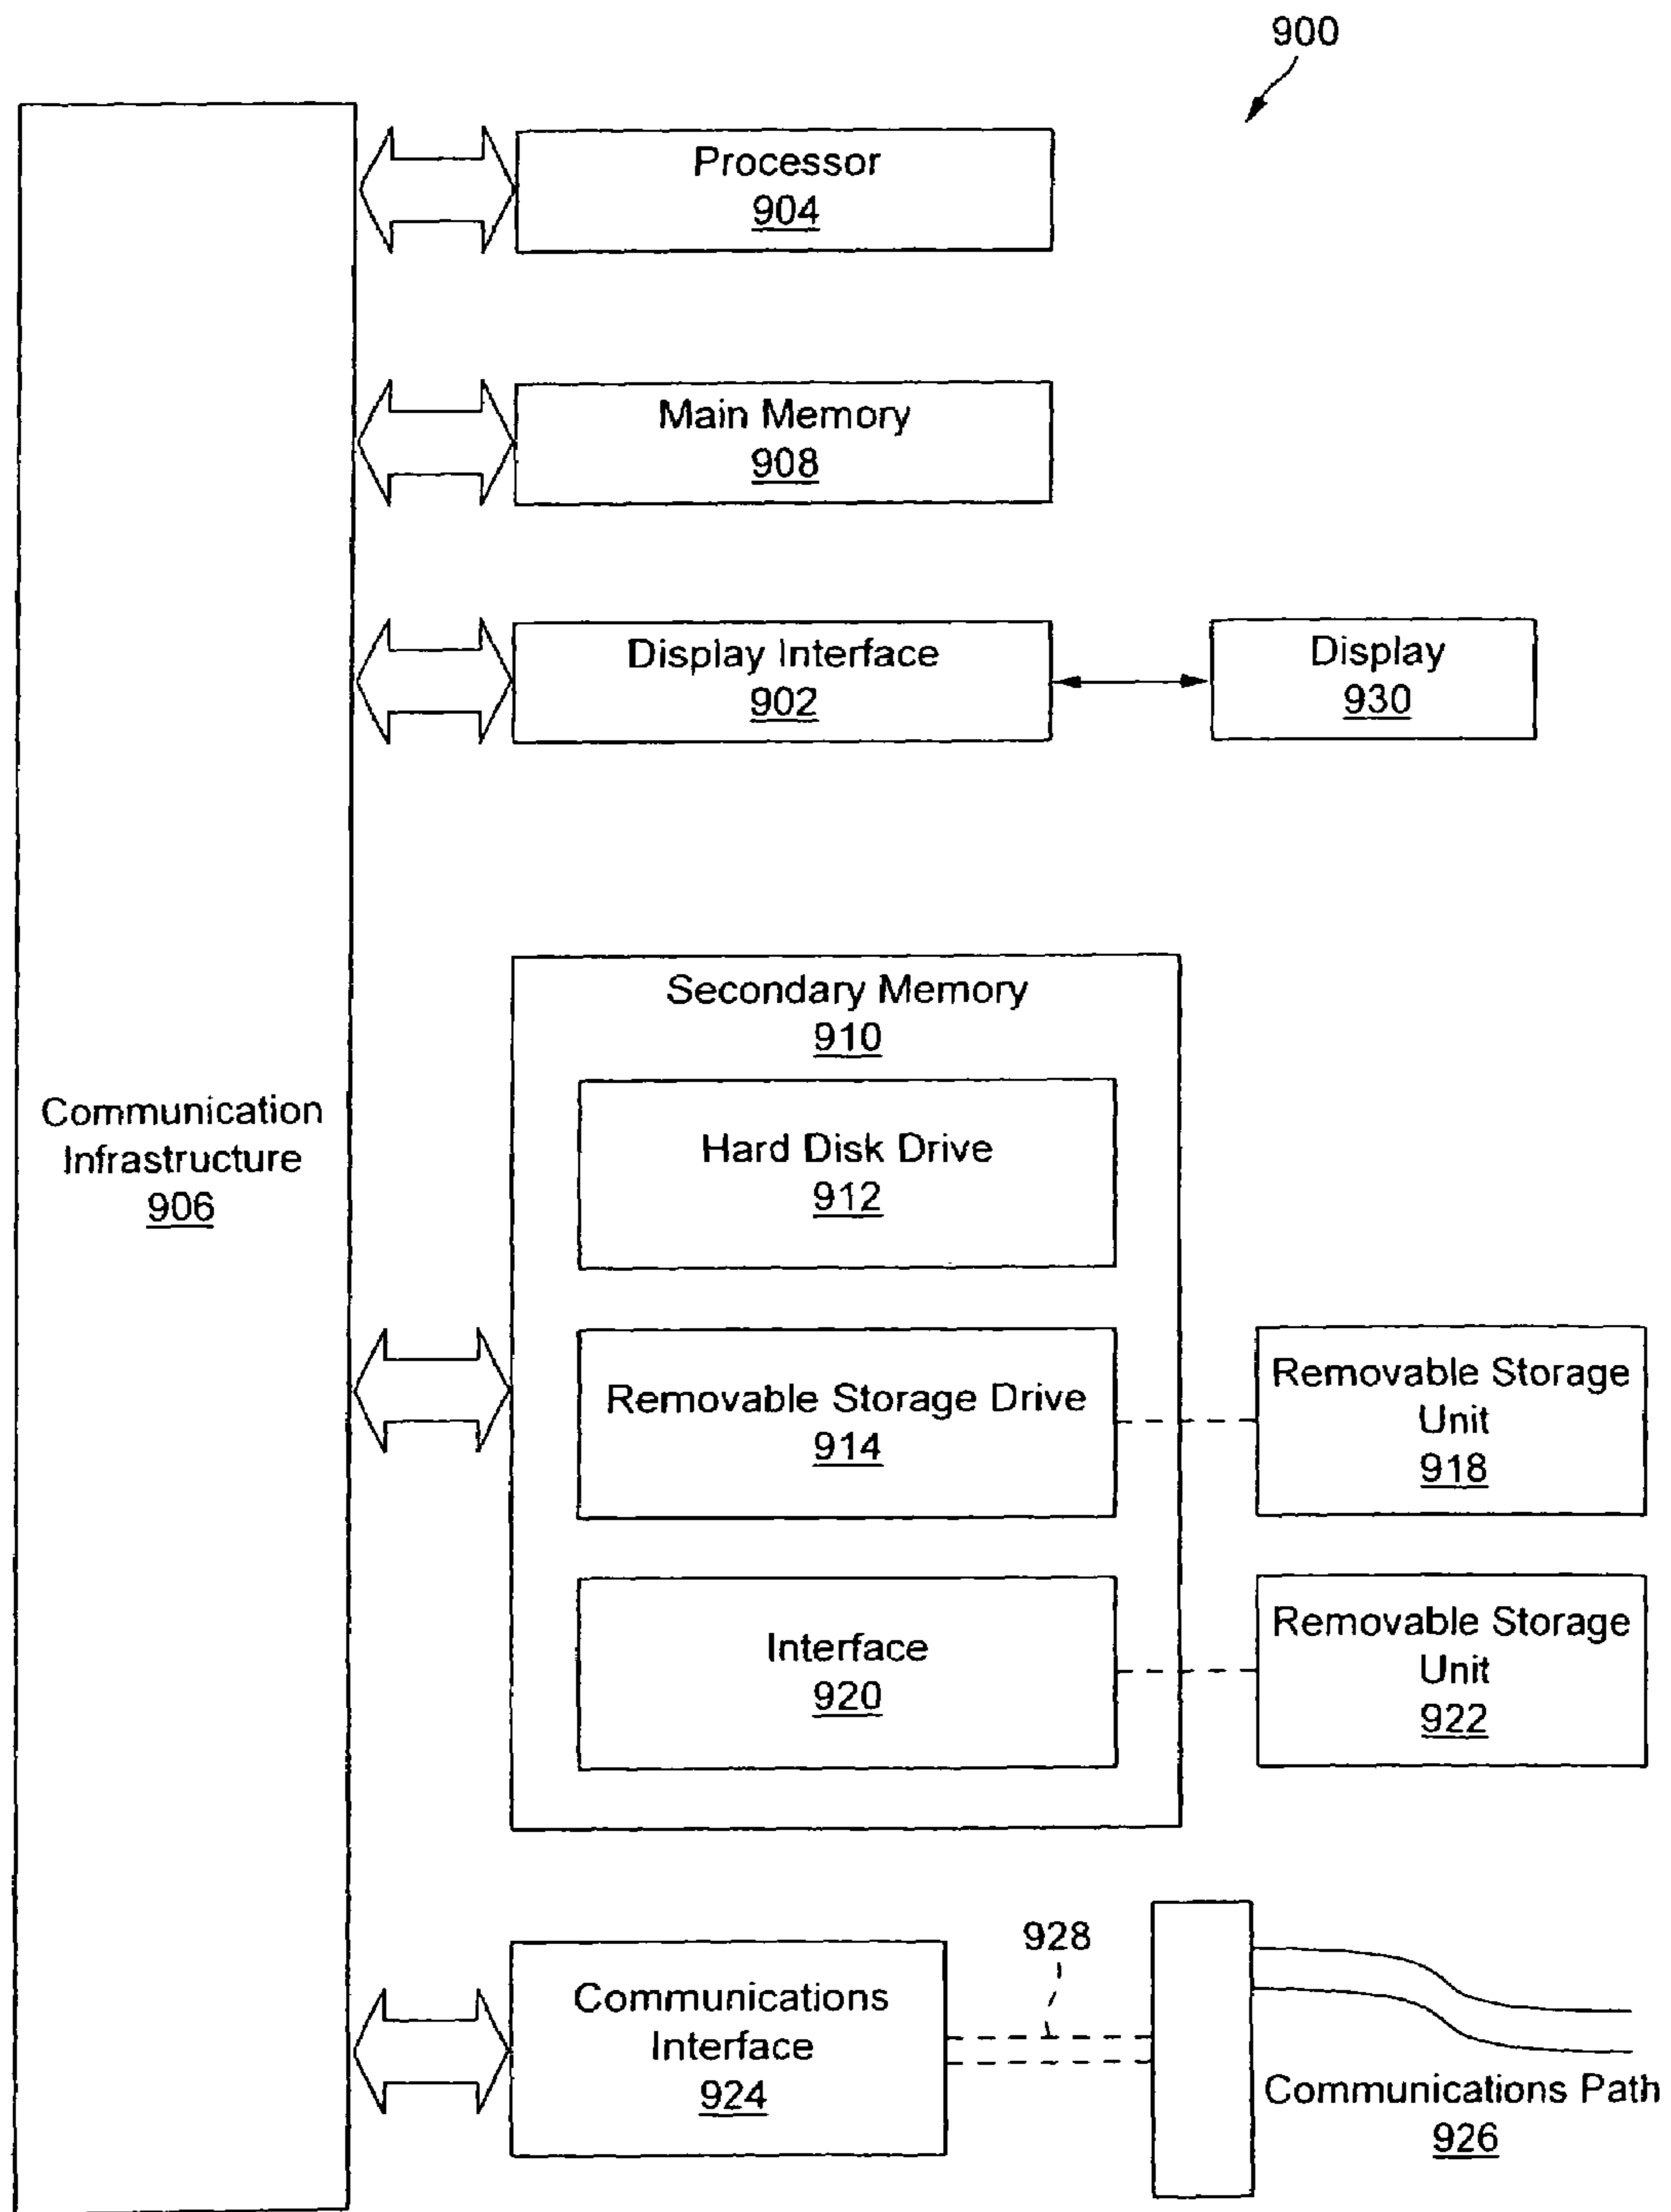 900
Processor
904
Main Memory
908
Display Interface
902
Display
930
Secondary Memory
910
Communication
Infrastructure
906
Hard Disk Drive
912
Removable Storage Drive
914
Removable Storage
Unit
918
Interface
920
Removable Storage
Unit
922
928
Communications
Interface
924
Communications Path
926